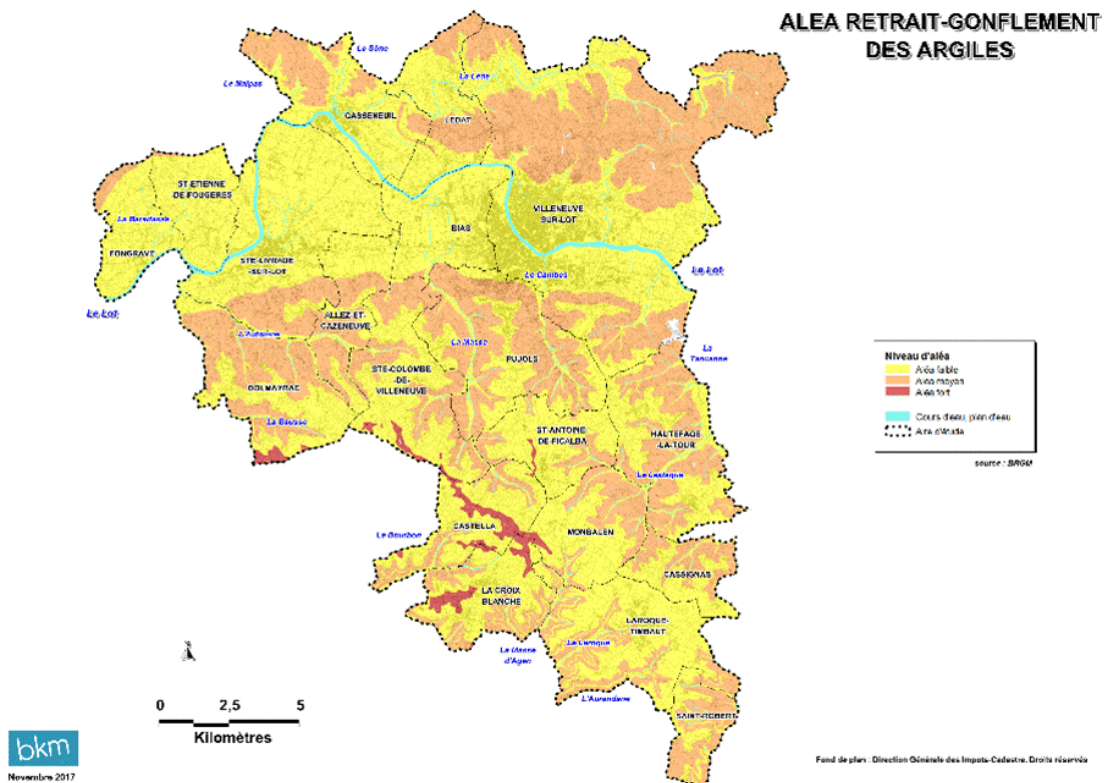 ALEA RETRAIT-GONFLEMENT
DES ARGILES
La Sône
Le Malpas
La Lède
CASSENEUIL
LEDAT
ST-ETIENNE
DE-FOUGERES
VILLENEUVE
SUR-LOT
BIAS
FONGRAVE
STE-LIVRADE
-SUR-LOT
Le Cambes
Le Lot
Le Lot
ALLEZ-ET-
CAZENEUVE
La Masse
La
PUJOLS
STE-COLOMBE
-DE-
VILLENEUVE
DOLMAYRAC
ST-ANTOINE
DE-FICALBA
HAUTEFAGE
-LA-TOUR
CASTELLA
MONBALEN
Le Bourbon
CASSIGNAS
LA CROIX
BLANCHE
LAROQUE-
TIMBAUT
Le Laroque
La Masse
d'Agen
L'Aurandane
SAINT-ROBERT
Niveau d'aléa
Aléa faible
Aléa moyen
Aléa fort
Cours d'eau, plan d'eau
Aire d'étude
source : BRGM
N
0 2,5 5
Kilomètres
bkm
Novembre 2017
Fond de plan : Direction Générale des Impots-Cadastre. Droits réservés